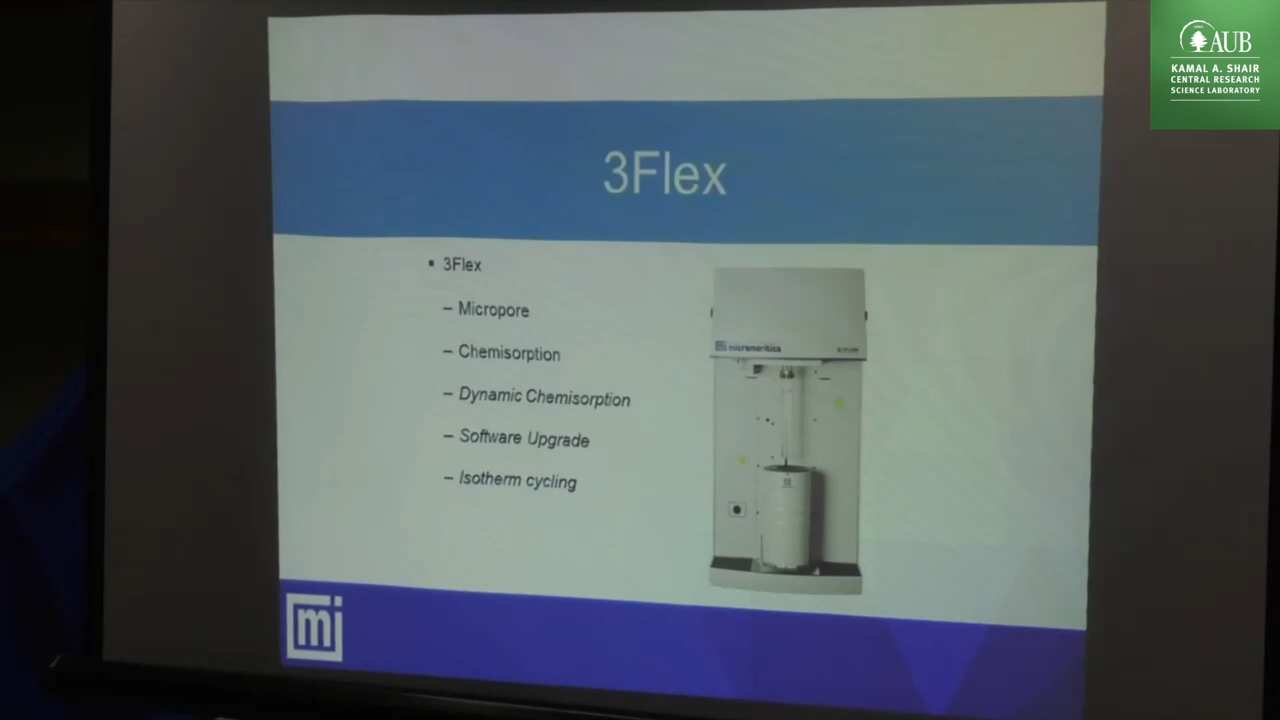 AUB
KAMAL A. SHAIR
CENTRAL RESEARCH
SCIENCE LABORATORY
3Flex
▪ 3Flex
– Micropore
– Chemisorption
– Dynamic Chemisorption
– Software Upgrade
– Isotherm cycling
micromeritics
mi